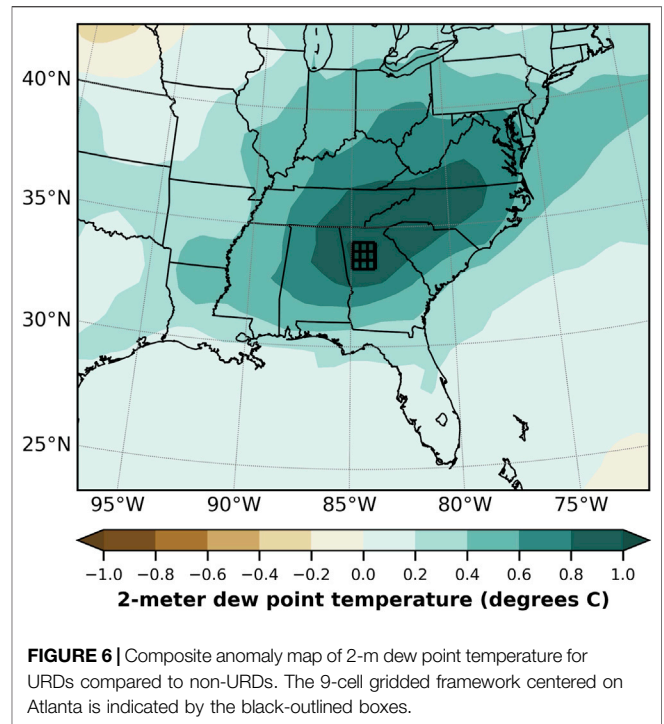 40°N
35°N
30°N
25°N
95°W 90°W 85°W 80°W 75°W
−1.0 −0.8 −0.6 −0.4 −0.2 0.0 0.2 0.4 0.6 0.8 1.0
2-meter dew point temperature (degrees C)
FIGURE 6 | Composite anomaly map of 2-m dew point temperature for
URDs compared to non-URDs. The 9-cell gridded framework centered on
Atlanta is indicated by the black-outlined boxes.